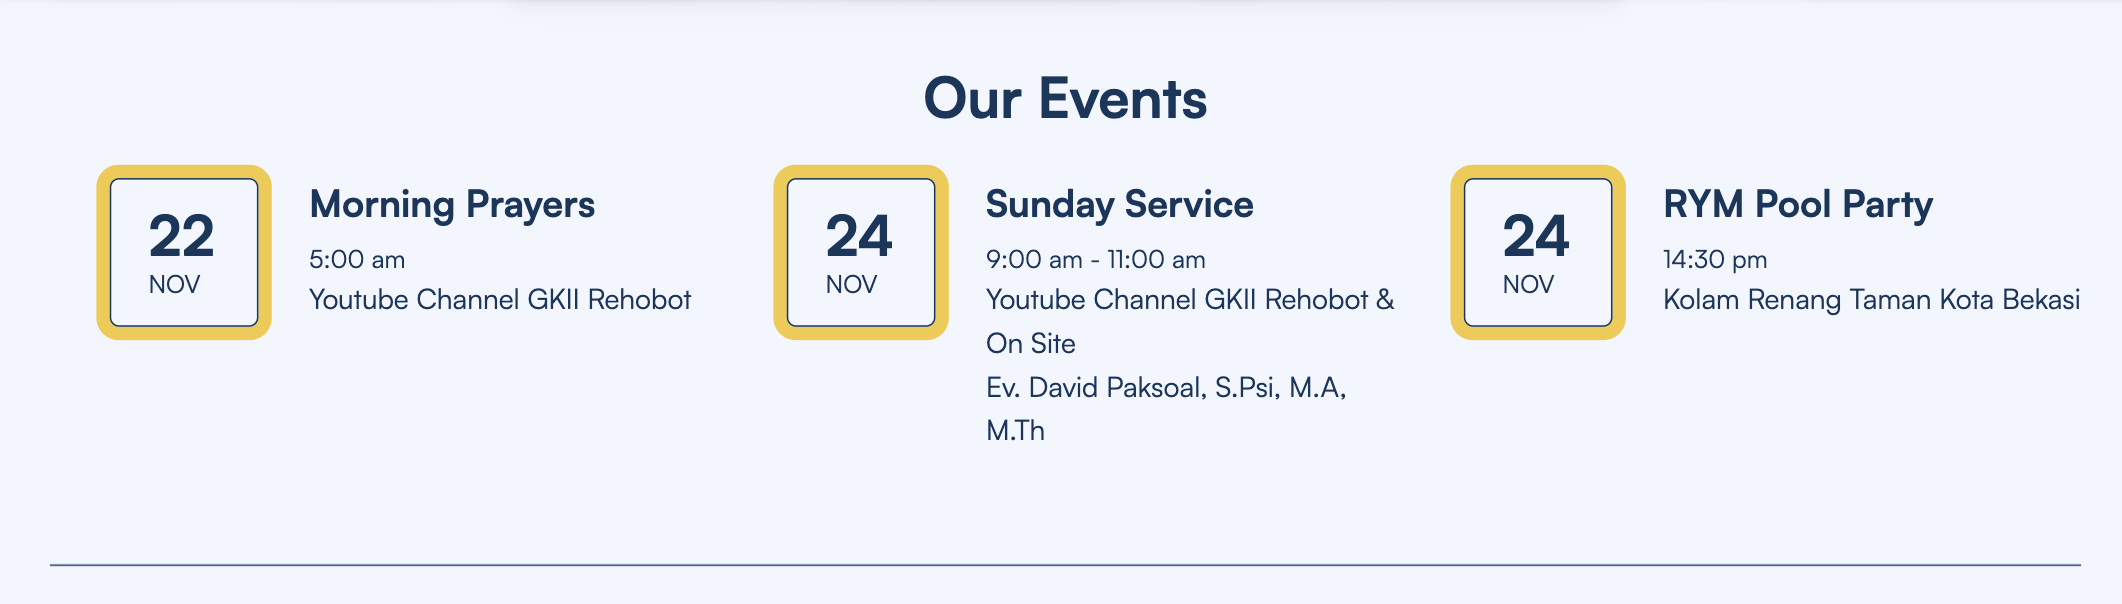 Our Events
22
NOV
Morning Prayers
5:00 am
Youtube Channel GKII Rehobot
24
NOV
Sunday Service
9:00 am - 11:00 am
Youtube Channel GKII Rehobot &
On Site
Ev. David Paksoal, S.Psi, M.A,
M.Th
24
NOV
RYM Pool Party
14:30 pm
Kolam Renang Taman Kota Bekasi